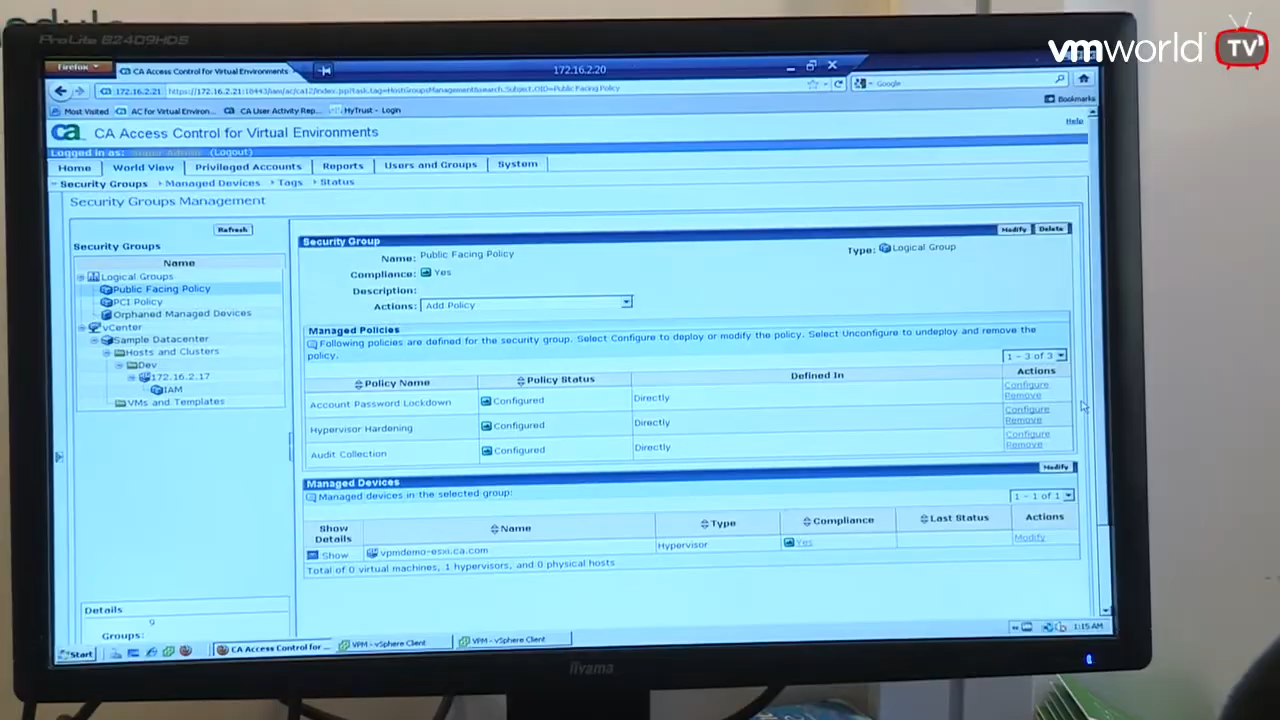 vmworld TV
ProLite B2409HDS
Firefox
CA Access Control for Virtual Environments
172.16.2.20
172.16.2.21
Google
Most Visited AC for Virtual Environ... CA User Activity Rep... HyTrust - Login
Bookmarks
ca CA Access Control for Virtual Environments
Help
Logged in as: (Logout)
Home World View Privileged Accounts Reports Users and Groups System
Security Groups Managed Devices Tags Status
Security Groups Management
Refresh
Security Groups
Name
Logical Groups
Public Facing Policy
PCI Policy
Orphaned Managed Devices
vCenter
Sample Datacenter
Hosts and Clusters
Dev
172.16.2.17
IAM
VMs and Templates
Details
9
Groups:
Security Group
Modify Delete
Name: Public Facing Policy
Type: Logical Group
Compliance: Yes
Description:
Actions: Add Policy
Managed Policies
Following policies are defined for the security group. Select Configure to deploy or modify the policy. Select Unconfigure to undeploy and remove the
policy.
1 - 3 of 3
Policy Name Policy Status Defined In Actions
Account Password Lockdown Configured Directly Configure
Remove
Hypervisor Hardening Configured Directly Configure
Remove
Audit Collection Configured Directly Configure
Remove
Modify
Managed Devices
Managed devices in the selected group:
1 - 1 of 1
Show Details Name Type Compliance Last Status Actions
Show vpmdemo-esxi.ca.com Hypervisor Yes Modify
Total of 0 virtual machines, 1 hypervisors, and 0 physical hosts
Start CA Access Control for ... VPM - vSphere Client VPM - vSphere Client 1:15 AM
iiyama